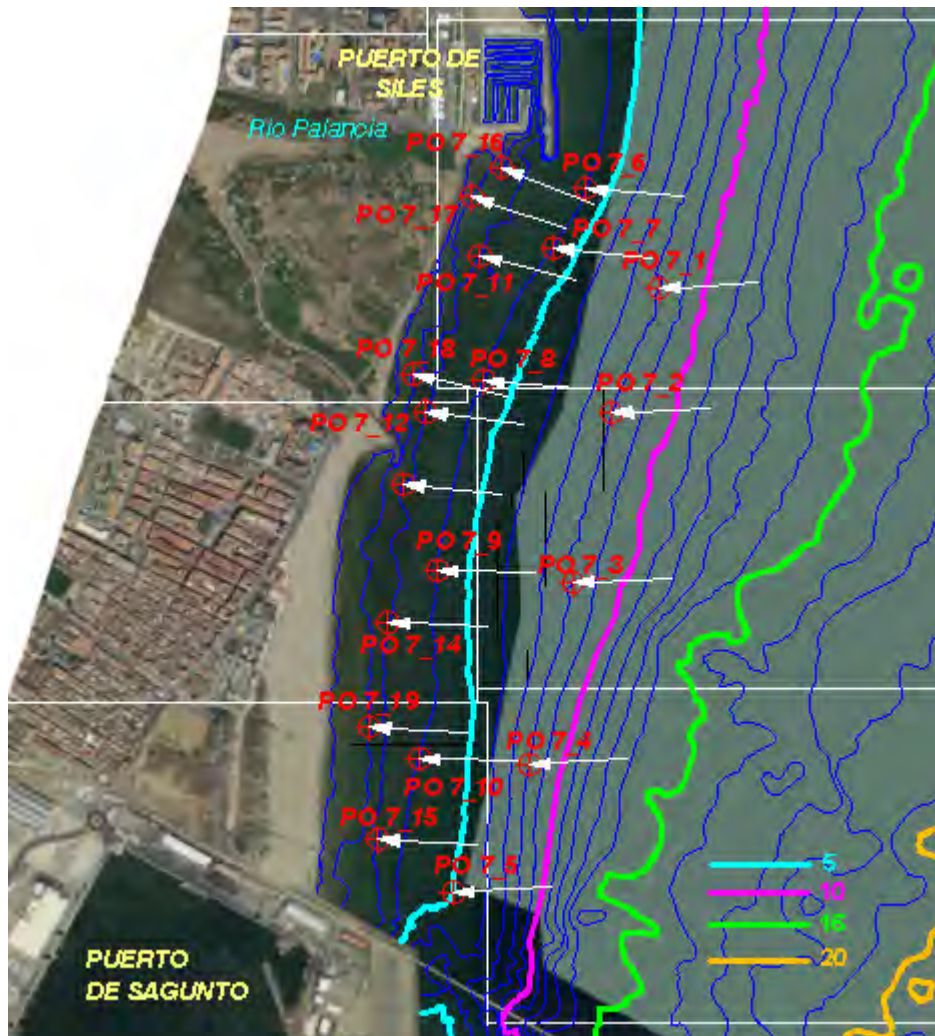 PUERTO DE
SILES
Rio Palancia
PO 7_16
PO 7_6
PO 7_17
PO 7_7
PO 7_11
PO 7_1
PO 7_18
PO 7_8
PO 7_2
PO 7_12
PO 7_9
PO 7_3
PO 7_14
PO 7_19
PO 7_4
PO 7_10
PO 7_15
PO 7_5
5
10
16
20
PUERTO
DE SAGUNTO